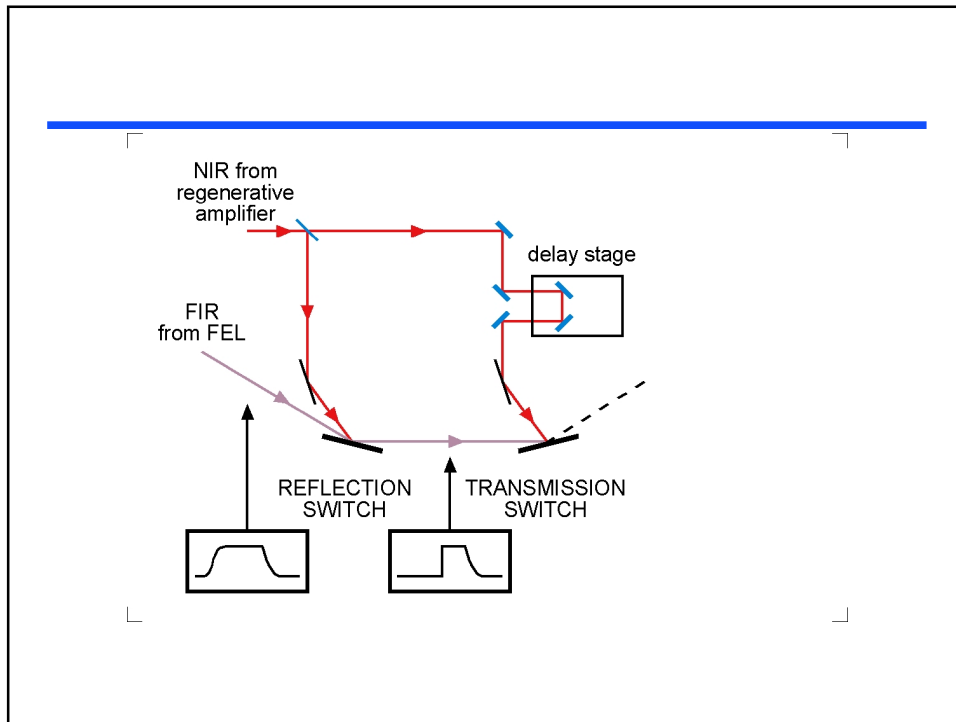 NIR from
regenerative
amplifier
delay stage
FIR
from FEL
REFLECTION
SWITCH
TRANSMISSION
SWITCH